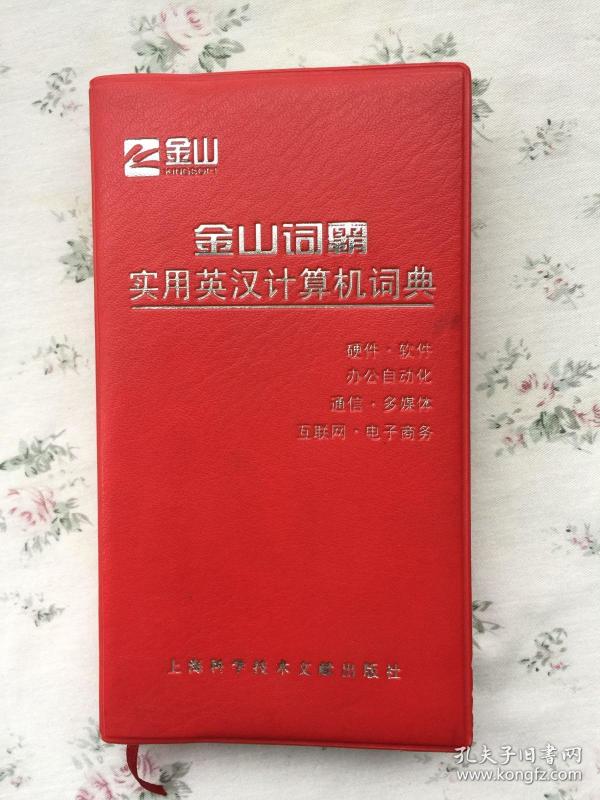 金山
KINGSOFT
金山词霸
实用英汉计算机词典
硬件·软件
办公自动化
通信·多媒体
互联网·电子商务
上海科学技术文献出版社
孔夫子旧书网
www.kongfz.com